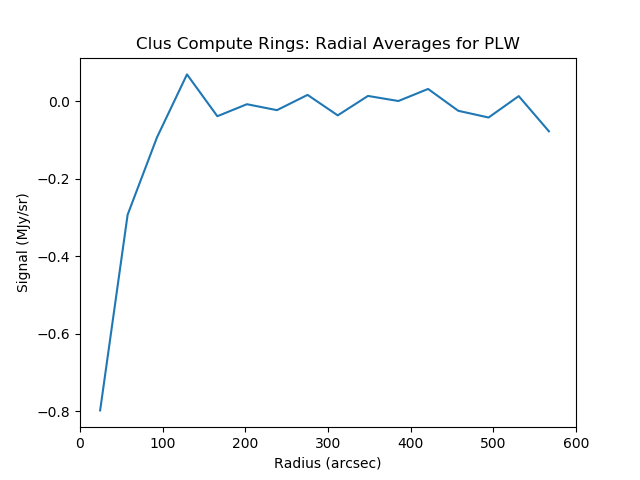 Clus Compute Rings: Radial Averages for PLW
0.0
−0.2
−0.4
−0.6
−0.8
Signal (MJy/sr)
0 100 200 300 400 500 600
Radius (arcsec)